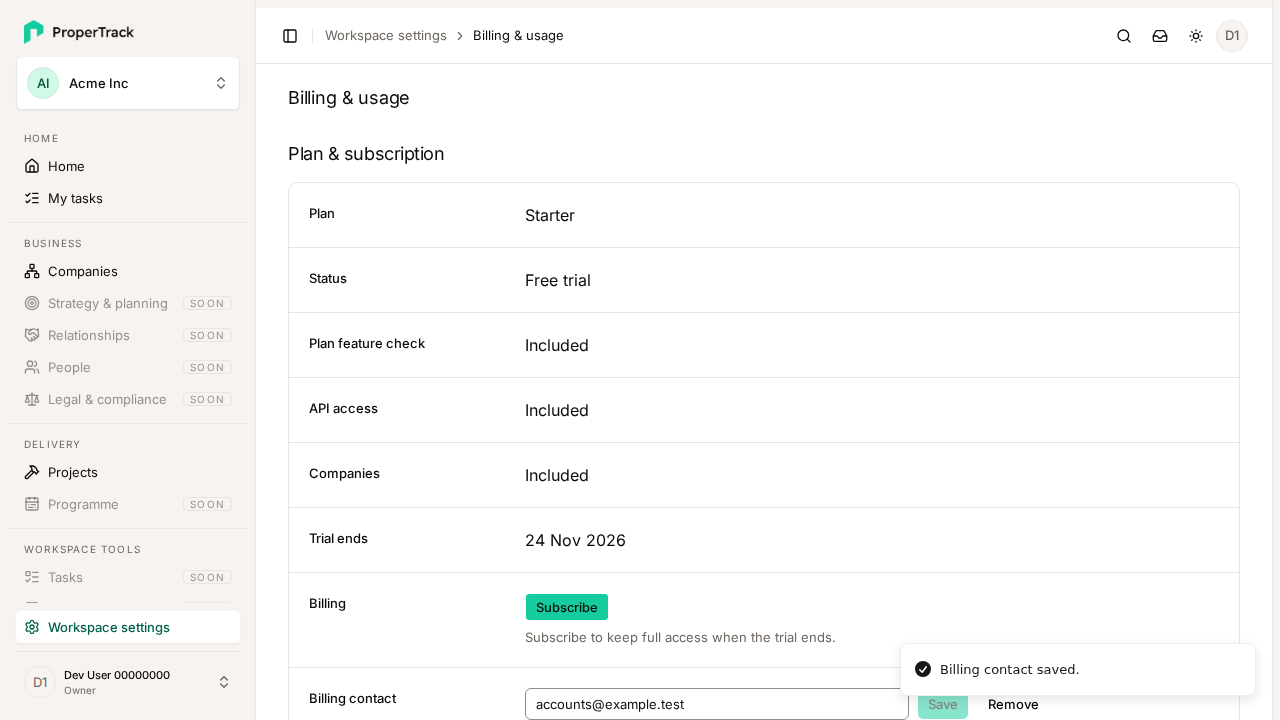 ProperTrack
Workspace settings
Billing & usage
D1
AI
Acme Inc
HOME
Home
My tasks
BUSINESS
Companies
Strategy & planning
SOON
Relationships
SOON
People
SOON
Legal & compliance
SOON
DELIVERY
Projects
Programme
SOON
WORKSPACE TOOLS
Tasks
SOON
Workspace settings
D1
Dev User 00000000
Owner
Billing & usage
Plan & subscription
Plan
Starter
Status
Free trial
Plan feature check
Included
API access
Included
Companies
Included
Trial ends
24 Nov 2026
Billing
Subscribe
Subscribe to keep full access when the trial ends.
Billing contact
accounts@example.test
Save
Remove
Billing contact saved.